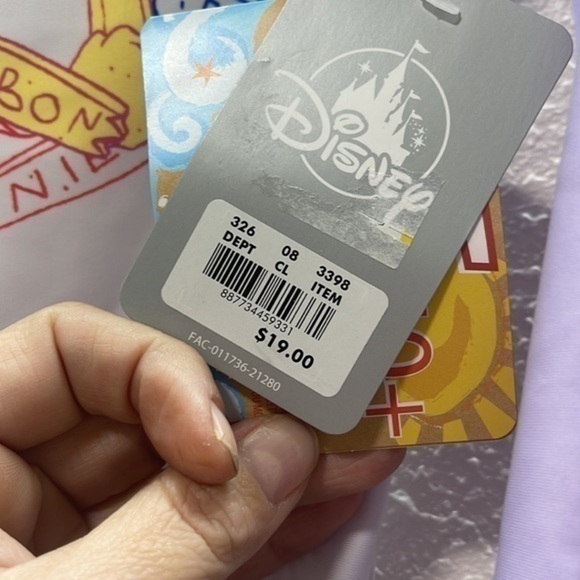 BON
N.I
DISNEY
326 08 3398
DEPT CL ITEM
887734459331
$19.00
FAC-011736-21280